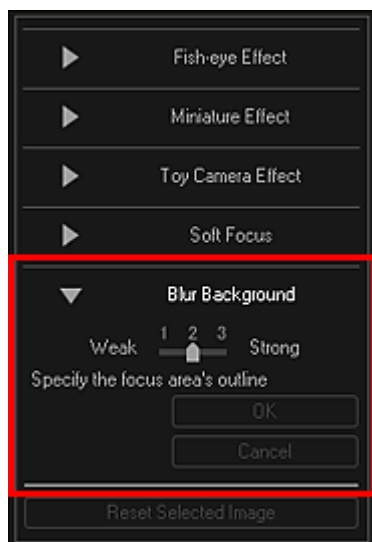 Fish-eye Effect
Miniature Effect
Toy Camera Effect
Soft Focus
Blur Background
1 2 3
Weak Strong
Specify the focus area's outline
OK
Cancel
Reset Selected Image